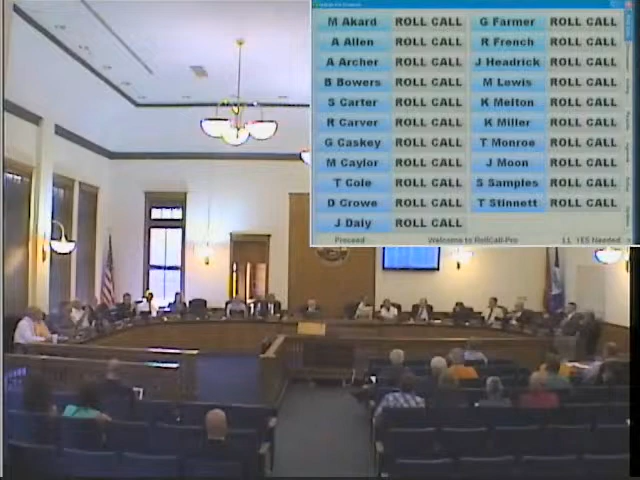 M Akard ROLL CALL G Farmer ROLL CALL
A Allen ROLL CALL R French ROLL CALL
A Archer ROLL CALL J Headrick ROLL CALL
B Bowers ROLL CALL M Lewis ROLL CALL
S Carter ROLL CALL K Melton ROLL CALL
R Carver ROLL CALL K Miller ROLL CALL
G Caskey ROLL CALL T Monroe ROLL CALL
M Caylor ROLL CALL J Moon ROLL CALL
T Cole ROLL CALL S Samples ROLL CALL
D Crowe ROLL CALL T Stinnett ROLL CALL
J Daly ROLL CALL
Proceed Welcome to RollCall-Pro 11 YES Needed